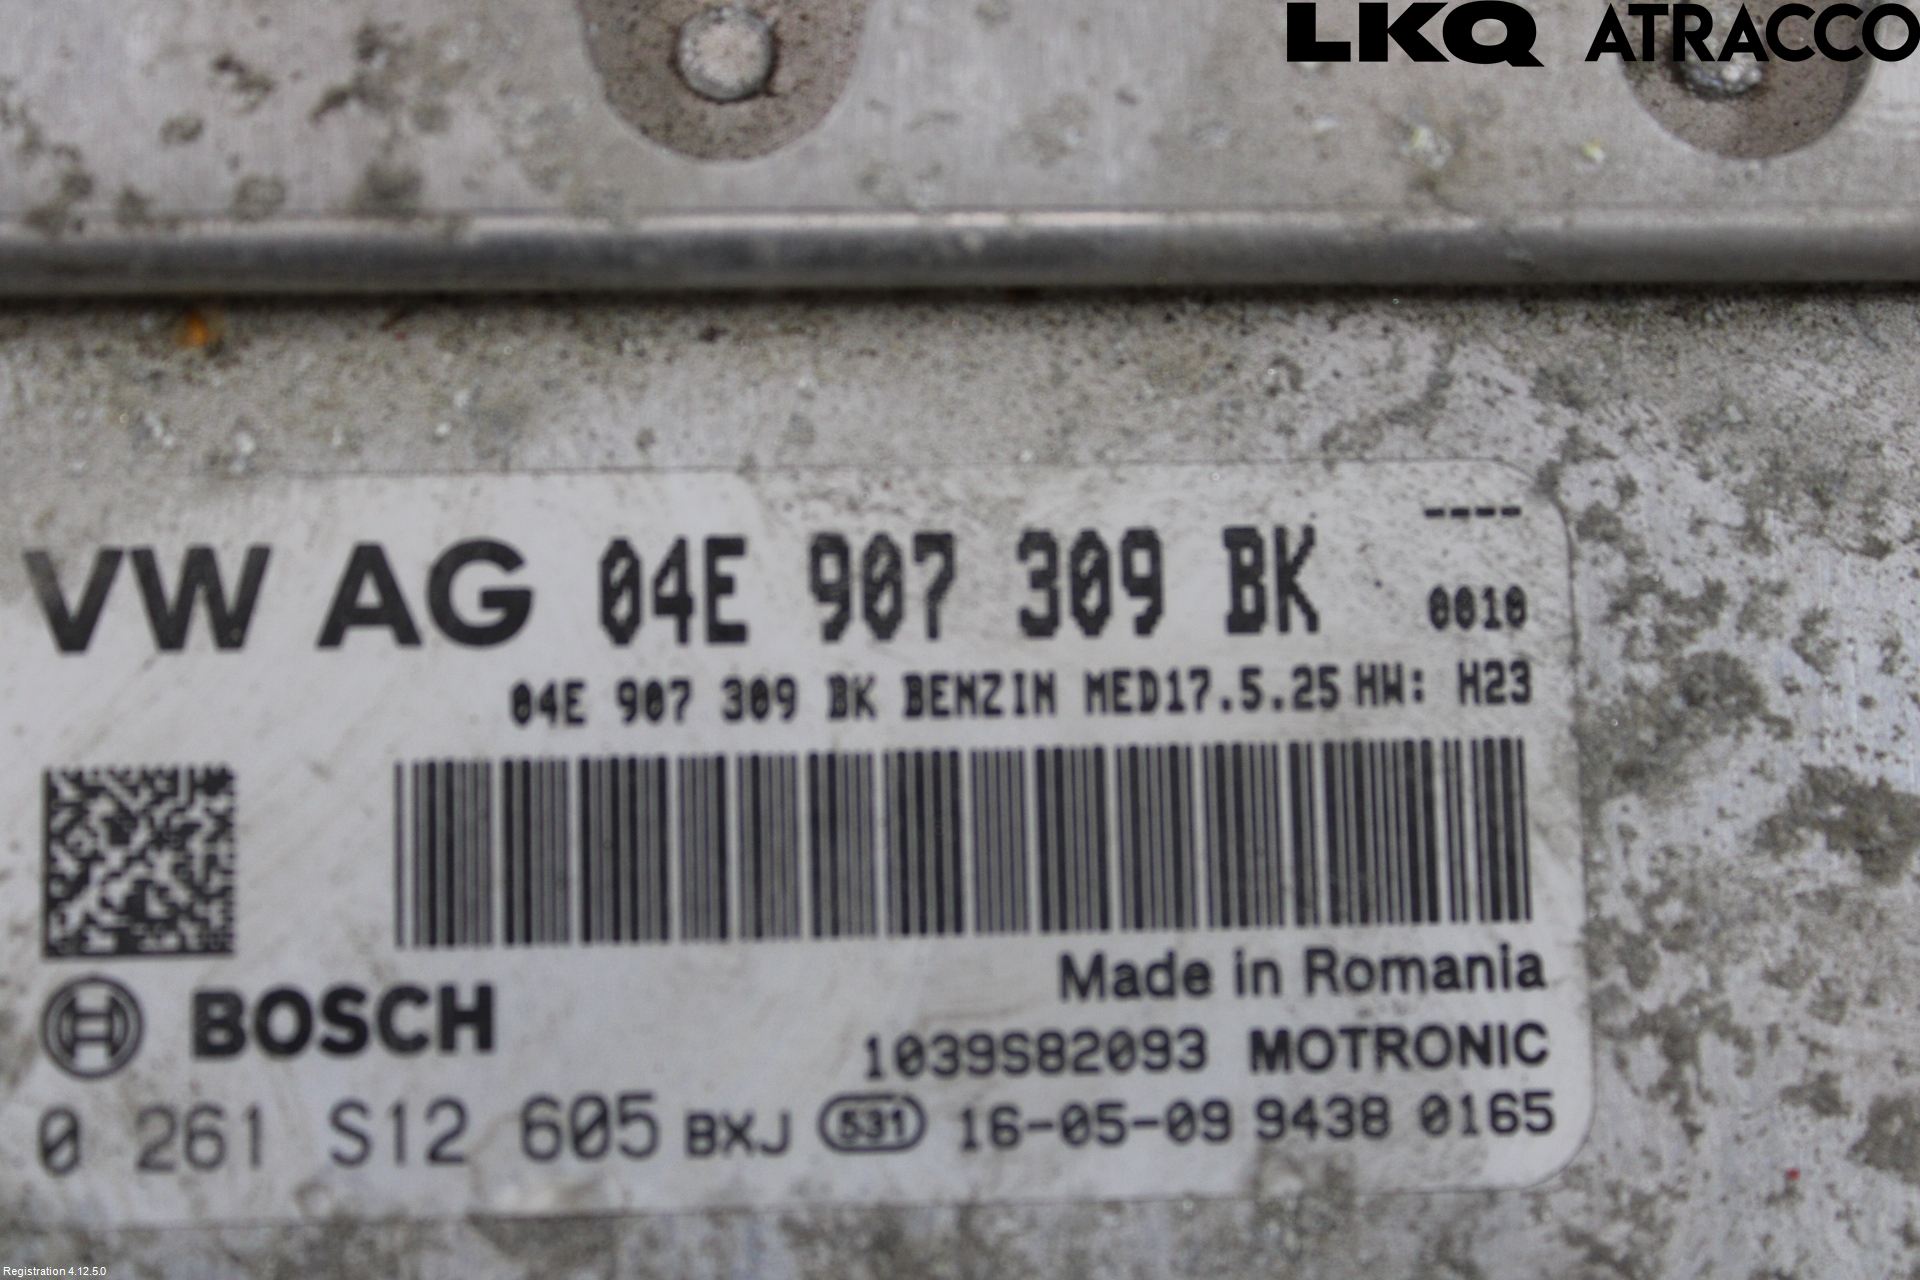 LKQ ATRACCO
----
VW AG 04E 907 309 BK 0010
04E 907 309 BK BENZIN MED17.5.25 HW: H23
Made in Romania
BOSCH
1039S82093 MOTRONIC
0 261 S12 605 BXJ 531 16-05-09 9438 0165
Registration 4.12.5.0